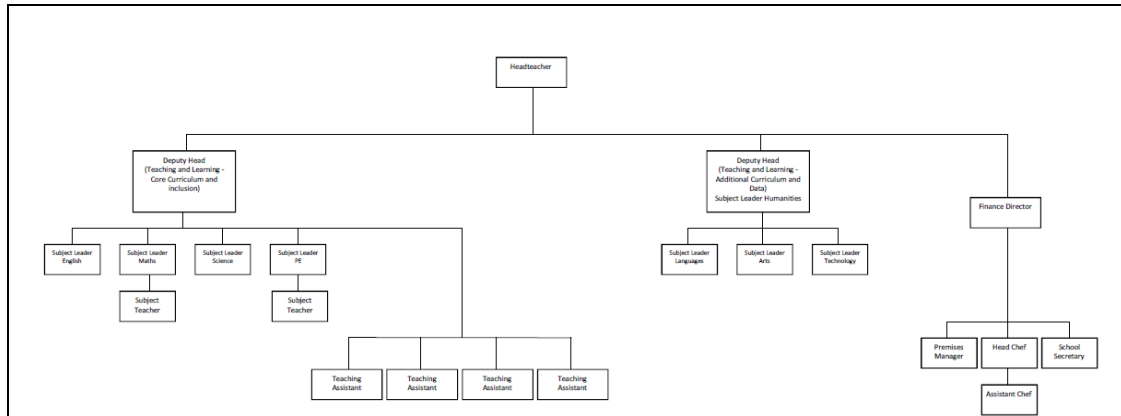 Headteacher
Deputy Head
(Teaching and Learning -
Core Curriculum and
inclusion)
Deputy Head
(Teaching and Learning -
Additional Curriculum and
Data)
Subject Leader Humanities
Finance Director
Subject Leader
English
Subject Leader
Maths
Subject Leader
Science
Subject Leader
PE
Subject Leader
Languages
Subject Leader
Arts
Subject Leader
Technology
Subject
Teacher
Subject
Teacher
Teaching
Assistant
Teaching
Assistant
Teaching
Assistant
Teaching
Assistant
Premises
Manager
Head Chef
School
Secretary
Assistant Chef